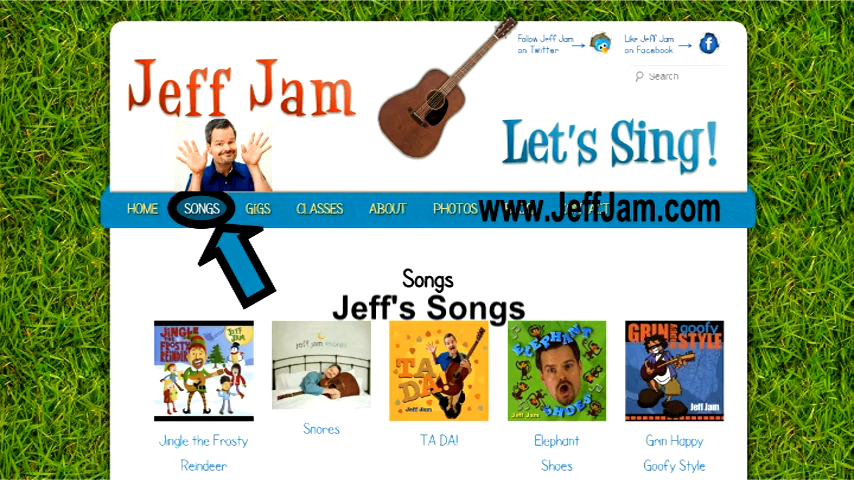 Jeff Jam
Follow Jeff Jam
on Twitter
Like Jeff Jam
on Facebook
Search
Let's Sing!
HOME SONGS GIGS CLASSES ABOUT PHOTOS
www.JeffJam.com
Songs
Jeff's Songs
JINGLE
THE
FROSTY
REINDEER
JEFF
JAM
jeff jam snores
TA
DA!
Jeff Jam
ELEPHANT
SHOES
Jeff Jam
GRIN HAPPY goofy
STYLE
Jeff Jam
Jingle the Frosty
Reindeer
Snores
TA DA!
Elephant
Shoes
Grin Happy
Goofy Style